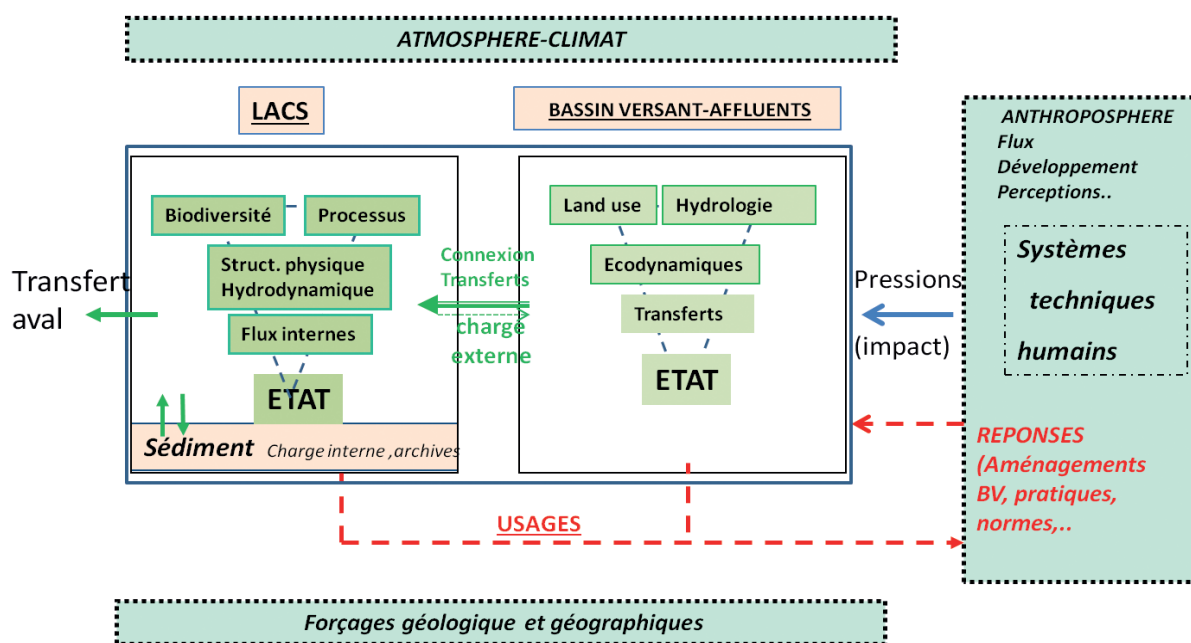 ATMOSPHERE-CLIMAT
LACS
BASSIN VERSANT-AFFLUENTS
Biodiversité
Processus
Struct. physique
Hydrodynamique
Flux internes
ETAT
Sédiment Charge interne ,archives
Transfert
aval
Connexion
Transferts
charge
externe
Land use
Hydrologie
Ecodynamiques
Transferts
ETAT
Pressions
(impact)
ANTHROPOSPHERE
Flux
Développement
Perceptions..
Systèmes
techniques
humains
REPONSES
(Aménagements
BV, pratiques,
normes,..
USAGES
Forçages géologique et géographiques